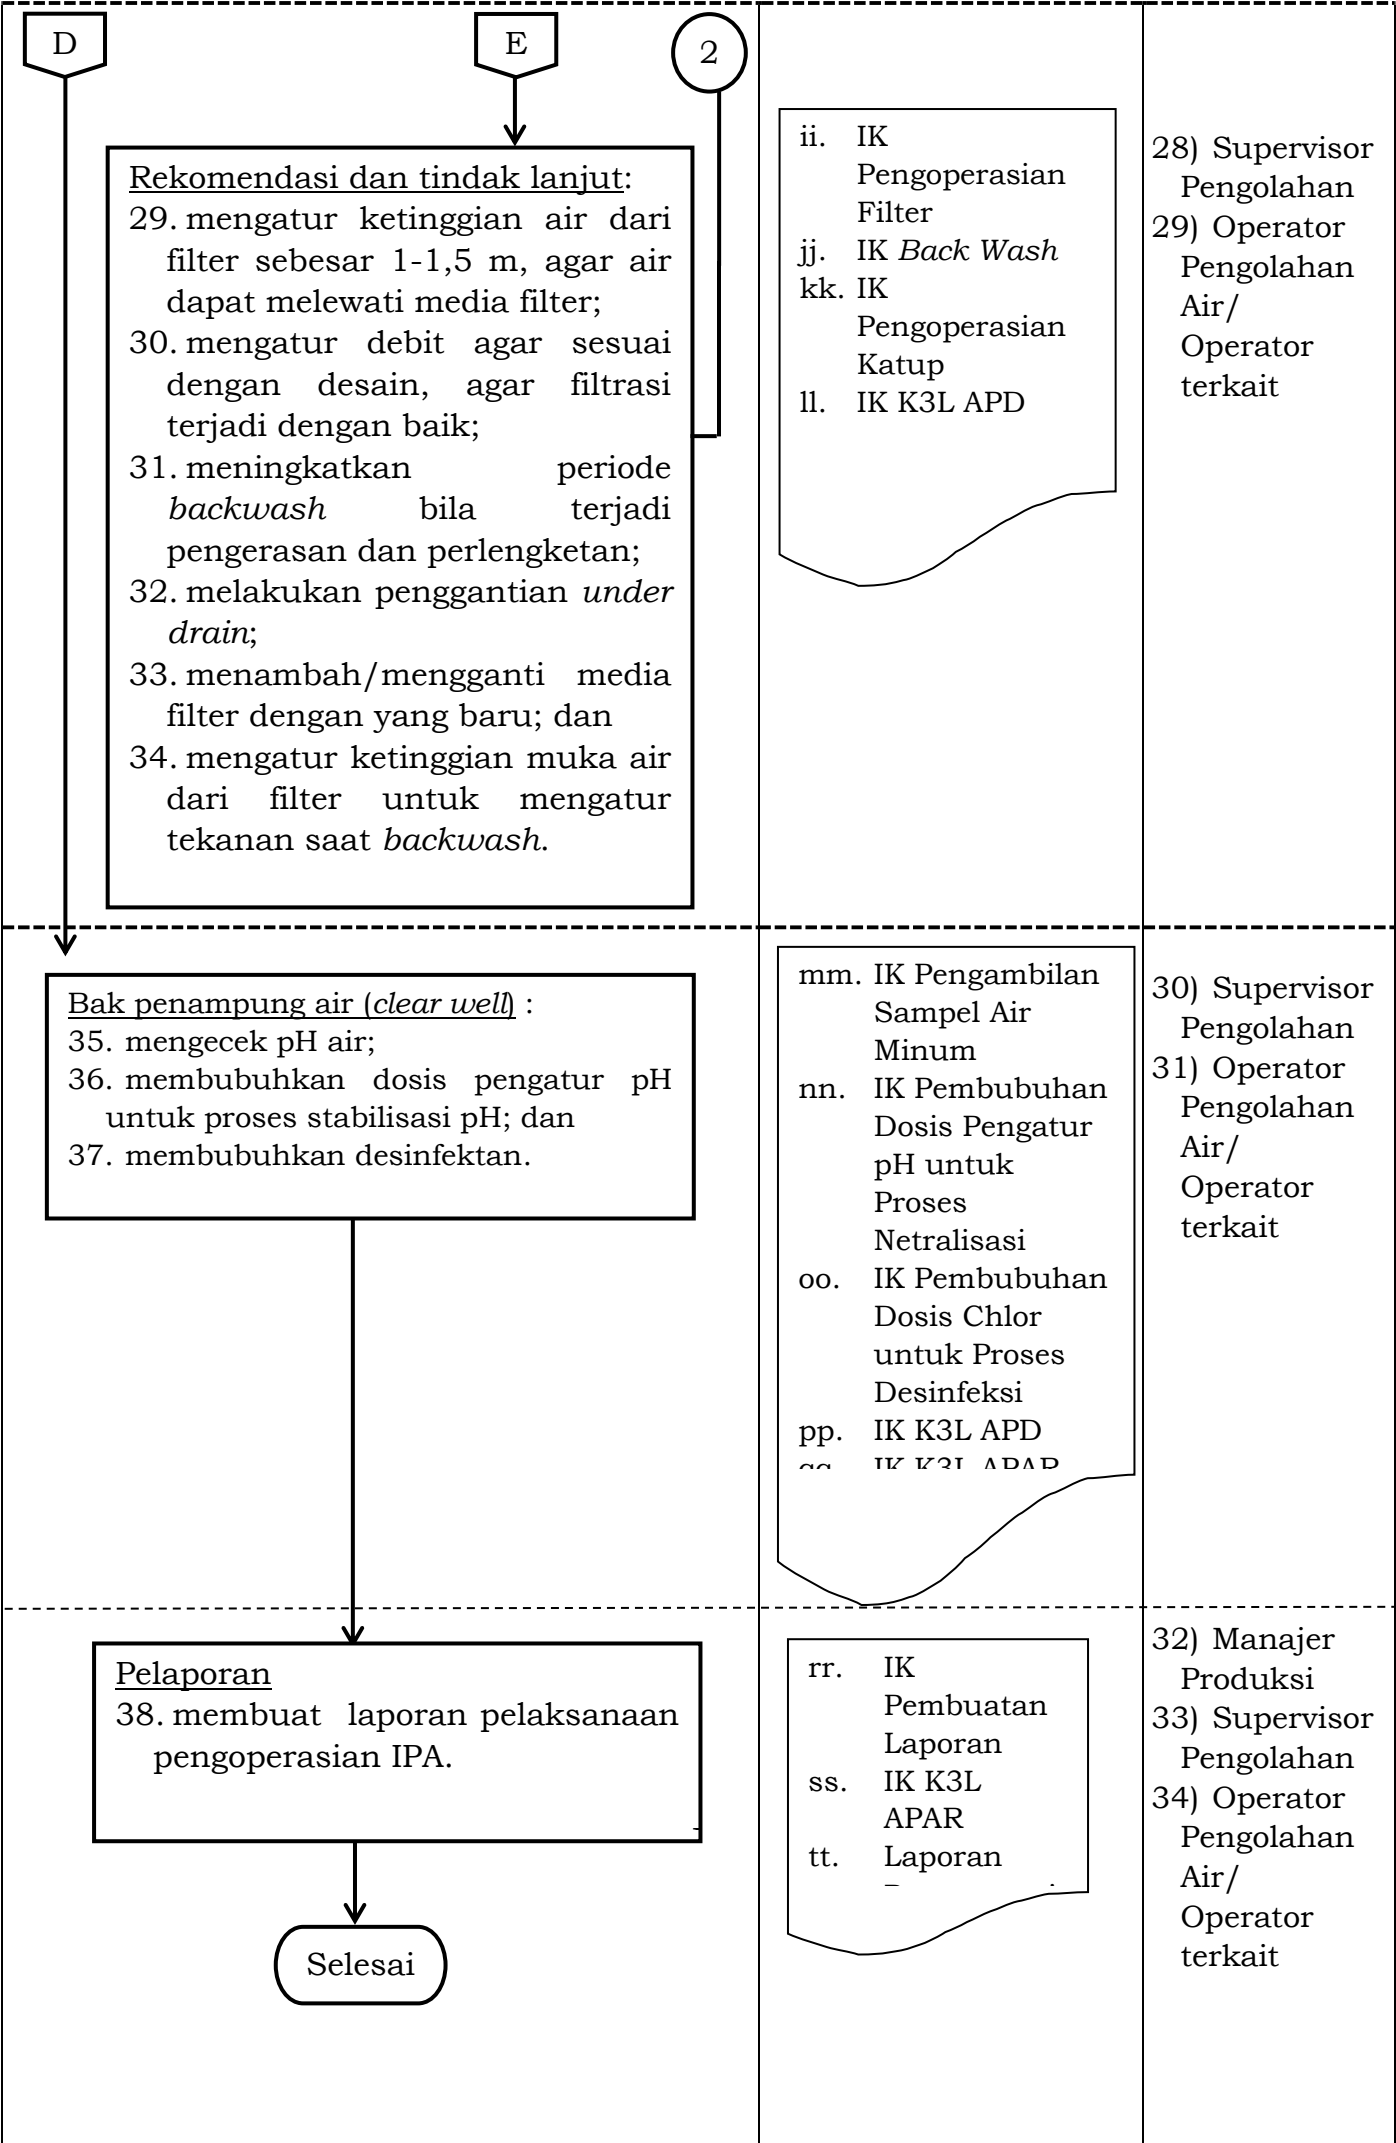 D
E
2
Rekomendasi dan tindak lanjut:
29. mengatur ketinggian air dari
filter sebesar 1-1,5 m, agar air
dapat melewati media filter;
30. mengatur debit agar sesuai
dengan desain, agar filtrasi
terjadi dengan baik;
31. meningkatkan periode
backwash bila terjadi
pengerasan dan perlengketan;
32. melakukan penggantian under
drain;
33. menambah/mengganti media
filter dengan yang baru; dan
34. mengatur ketinggian muka air
dari filter untuk mengatur
tekanan saat backwash.
ii. IK
Pengoperasian
Filter
jj. IK Back Wash
kk. IK
Pengoperasian
Katup
ll. IK K3L APD
28) Supervisor
Pengolahan
29) Operator
Pengolahan
Air/
Operator
terkait
Bak penampung air (clear well) :
35. mengecek pH air;
36. membubuhkan dosis pengatur pH
untuk proses stabilisasi pH; dan
37. membubuhkan desinfektan.
mm. IK Pengambilan
Sampel Air
Minum
nn. IK Pembubuhan
Dosis Pengatur
pH untuk
Proses
Netralisasi
oo. IK Pembubuhan
Dosis Chlor
untuk Proses
Desinfeksi
pp. IK K3L APD
qq. IK K3L APAR
30) Supervisor
Pengolahan
31) Operator
Pengolahan
Air/
Operator
terkait
Pelaporan
38. membuat laporan pelaksanaan
pengoperasian IPA.
rr. IK
Pembuatan
Laporan
ss. IK K3L
APAR
tt. Laporan
32) Manajer
Produksi
33) Supervisor
Pengolahan
34) Operator
Pengolahan
Air/
Operator
terkait
Selesai